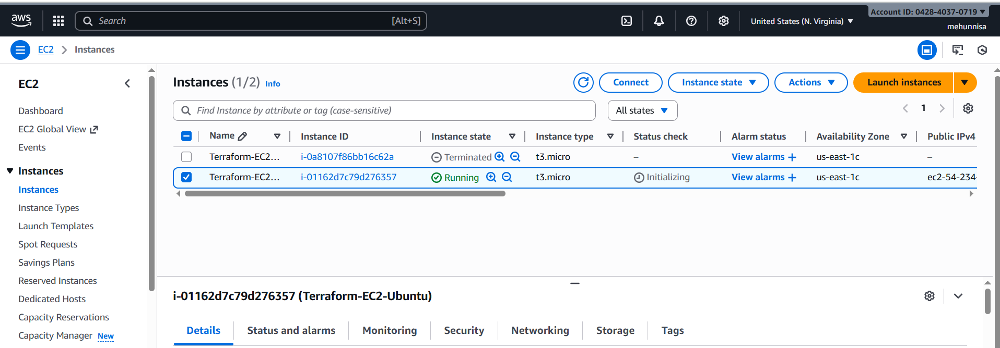 aws
Search [Alt+S]
United States (N. Virginia)
Account ID: 0428-4037-0719
mehunnisa
EC2 Instances
EC2
Dashboard
EC2 Global View
Events
Instances
Instances
Instance Types
Launch Templates
Spot Requests
Savings Plans
Reserved Instances
Dedicated Hosts
Capacity Reservations
Capacity Manager New
Instances (1/2) Info
Connect Instance state Actions Launch instances
Find Instance by attribute or tag (case-sensitive) All states 1
Name Instance ID Instance state Instance type Status check Alarm status Availability Zone Public IPv4
Terraform-EC2... i-0a8107f86bb16c62a Terminated t3.micro – View alarms + us-east-1c –
Terraform-EC2... i-01162d7c79d276357 Running t3.micro Initializing View alarms + us-east-1c ec2-54-234-
i-01162d7c79d276357 (Terraform-EC2-Ubuntu)
Details Status and alarms Monitoring Security Networking Storage Tags